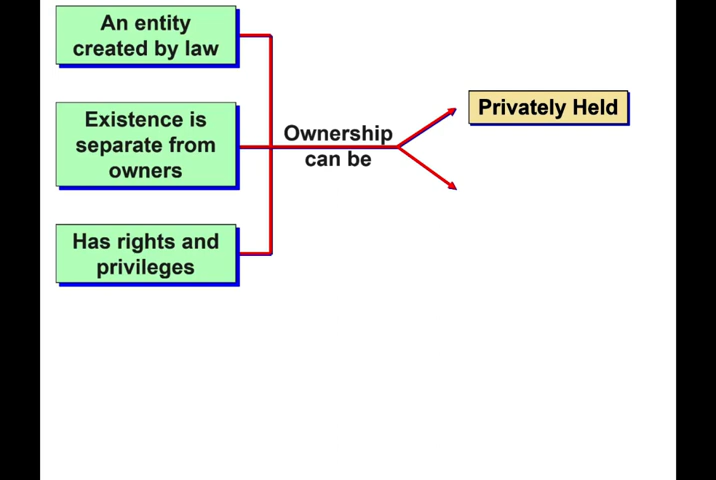 An entity
created by law
Existence is
separate from
owners
Has rights and
privileges
Ownership
can be
Privately Held